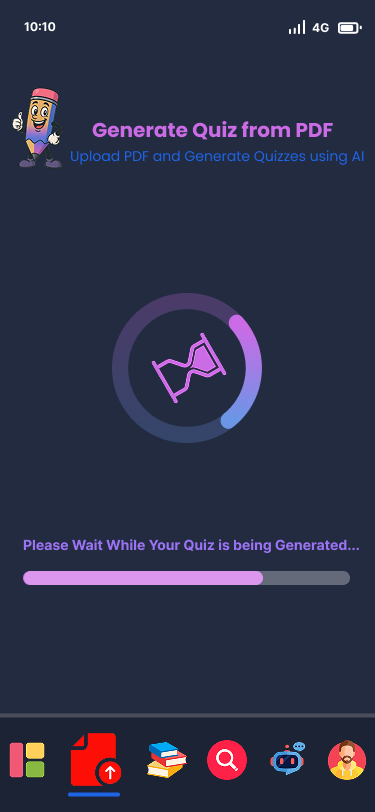 10:10
4G
Generate Quiz from PDF
Upload PDF and Generate Quizzes using AI
Please Wait While Your Quiz is being Generated...